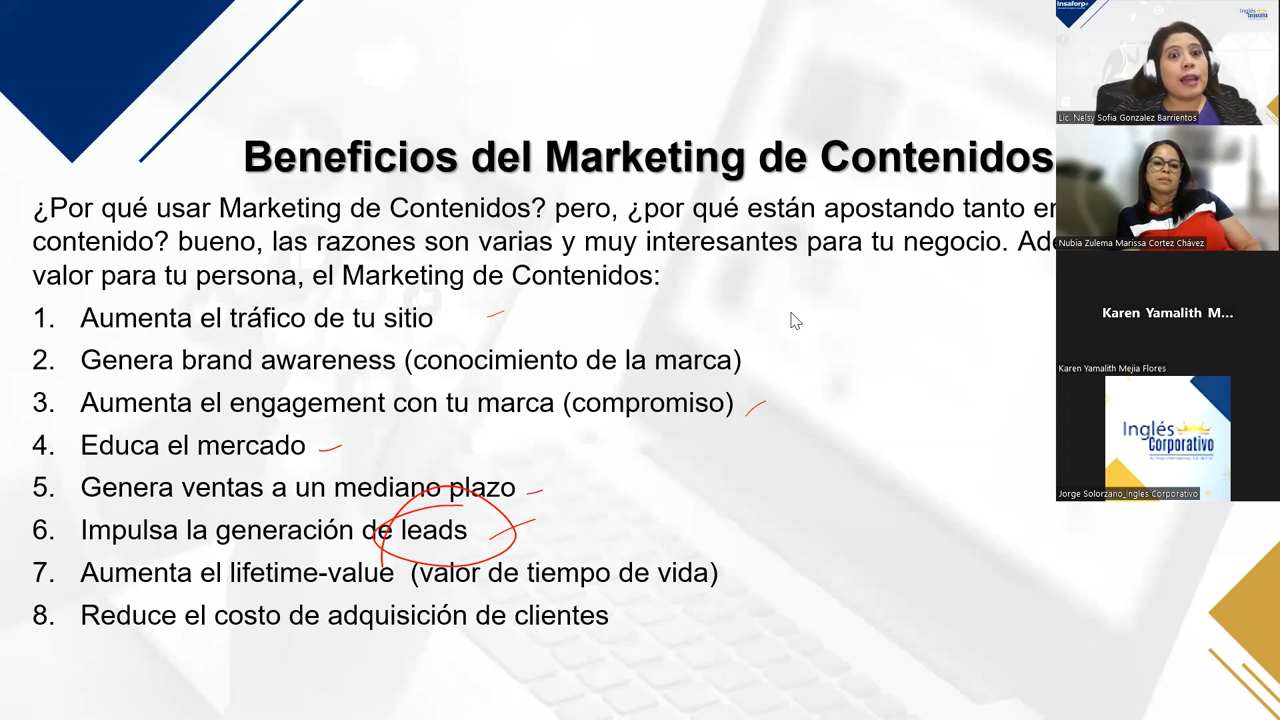 Beneficios del Marketing de Contenidos
¿Por qué usar Marketing de Contenidos? pero, ¿por qué están apostando tanto en
contenido? bueno, las razones son varias y muy interesantes para tu negocio.
valor para tu persona, el Marketing de Contenidos:
1. Aumenta el tráfico de tu sitio
2. Genera brand awareness (conocimiento de la marca)
3. Aumenta el engagement con tu marca (compromiso)
4. Educa el mercado
5. Genera ventas a un mediano plazo
6. Impulsa la generación de leads
7. Aumenta el lifetime-value (valor de tiempo de vida)
8. Reduce el costo de adquisición de clientes
Insaforp
Inglés
Corporativo
Lic. Nelsy Sofia Gonzalez Barrientos
Nubia Zulema Marissa Cortez Chávez
Karen Yamalith M...
Karen Yamalith Mejia Flores
Inglés
Corporativo
Jorge Solorzano_Ingles Corporativo